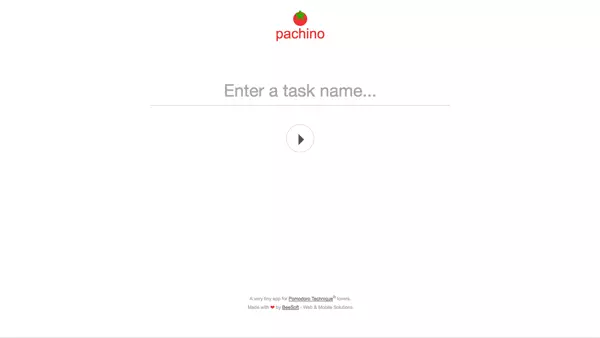 pachino
Enter a task name...
A very tiny app for Pomodoro Technique® lovers.
Made with ❤ by BeeSoft - Web & Mobile Solutions.